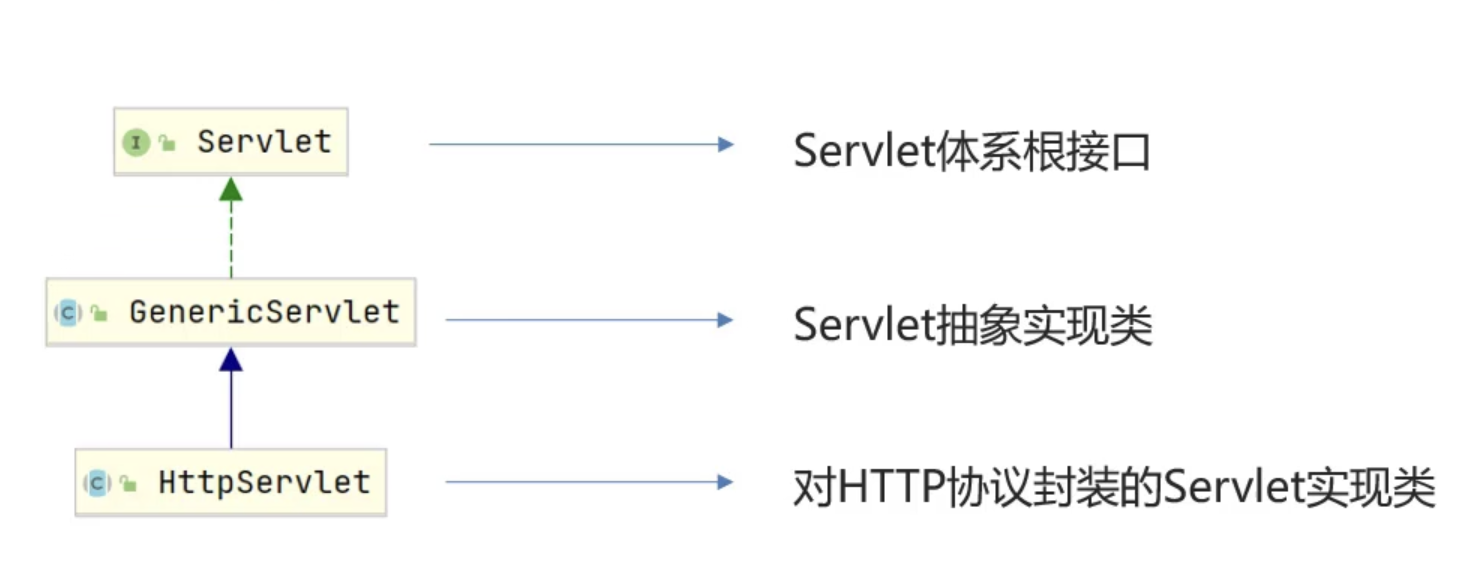 I Servlet
Servlet体系根接口
C GenericServlet
Servlet抽象实现类
C HttpServlet
对HTTP协议封装的Servlet实现类